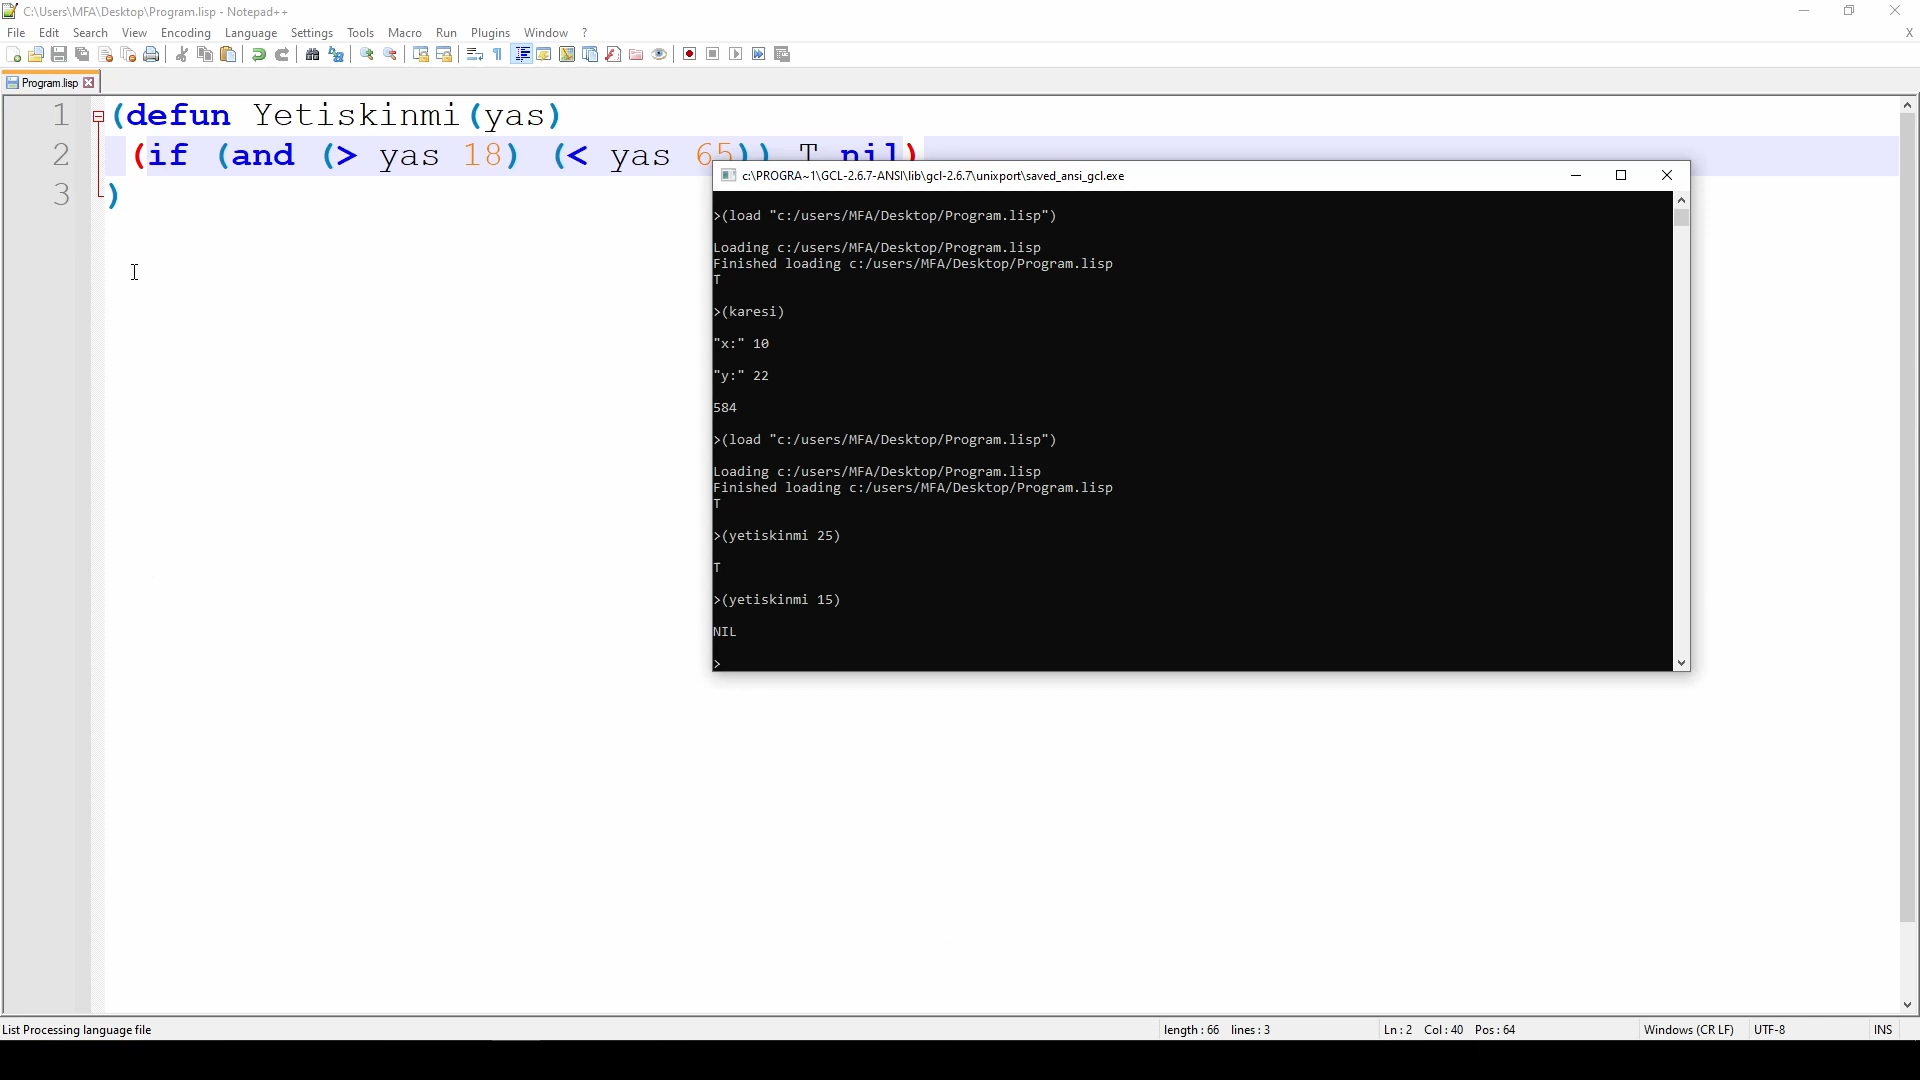 C:\Users\MFA\Desktop\Program.lisp - Notepad++
File Edit Search View Encoding Language Settings Tools Macro Run Plugins Window ? X
Program.lisp
1 (defun Yetiskinmi(yas)
2 (if (and (> yas 18) (< yas 65)) T nil)
3 )
c:\PROGRA~1\GCL-2.6.7-ANSI\lib\gcl-2.6.7\unixport\saved_ansi_gcl.exe
>(load "c:/users/MFA/Desktop/Program.lisp")
Loading c:/users/MFA/Desktop/Program.lisp
Finished loading c:/users/MFA/Desktop/Program.lisp
T
>(karesi)
"x:" 10
"y:" 22
584
>(load "c:/users/MFA/Desktop/Program.lisp")
Loading c:/users/MFA/Desktop/Program.lisp
Finished loading c:/users/MFA/Desktop/Program.lisp
T
>(yetiskinmi 25)
T
>(yetiskinmi 15)
NIL
>
List Processing language file length : 66 lines : 3 Ln : 2 Col : 40 Pos : 64 Windows (CR LF) UTF-8 INS